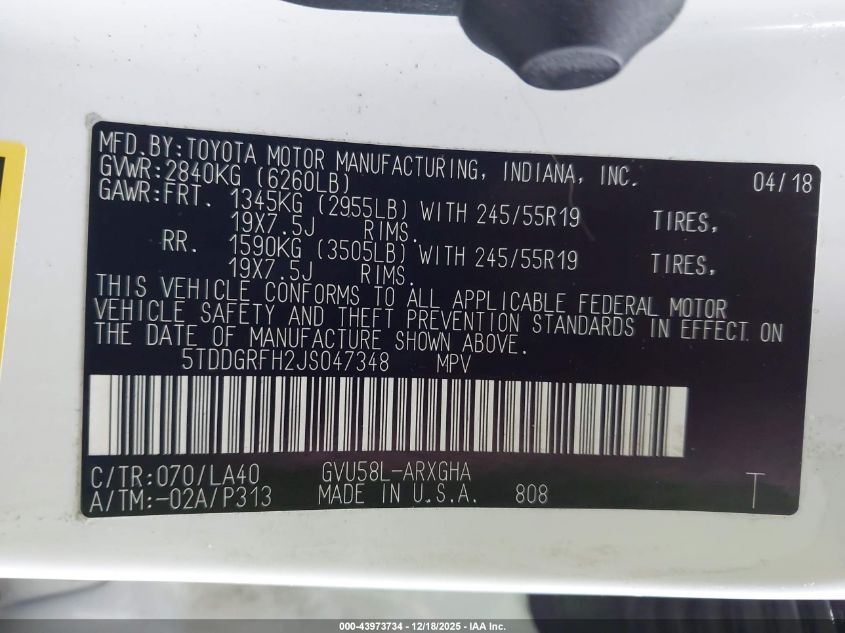 MFD.BY:TOYOTA MOTOR MANUFACTURING, INDIANA, INC. 04/18
GVWR:2840KG (6260LB)
GAWR:FRT. 1345KG (2955LB) WITH 245/55R19 TIRES,
19X7.5J RIMS.
RR. 1590KG (3505LB) WITH 245/55R19 TIRES,
19X7.5J RIMS.
THIS VEHICLE CONFORMS TO ALL APPLICABLE FEDERAL MOTOR
VEHICLE SAFETY AND THEFT PREVENTION STANDARDS IN EFFECT ON
THE DATE OF MANUFACTURE SHOWN ABOVE.
5TDDGRFH2JS047348 MPV
C/TR:070/LA40 GVU58L-ARXGHA
A/TM:-02A/P313 MADE IN U.S.A. 808 T
000-43973734 - 12/18/2025 - IAA Inc.